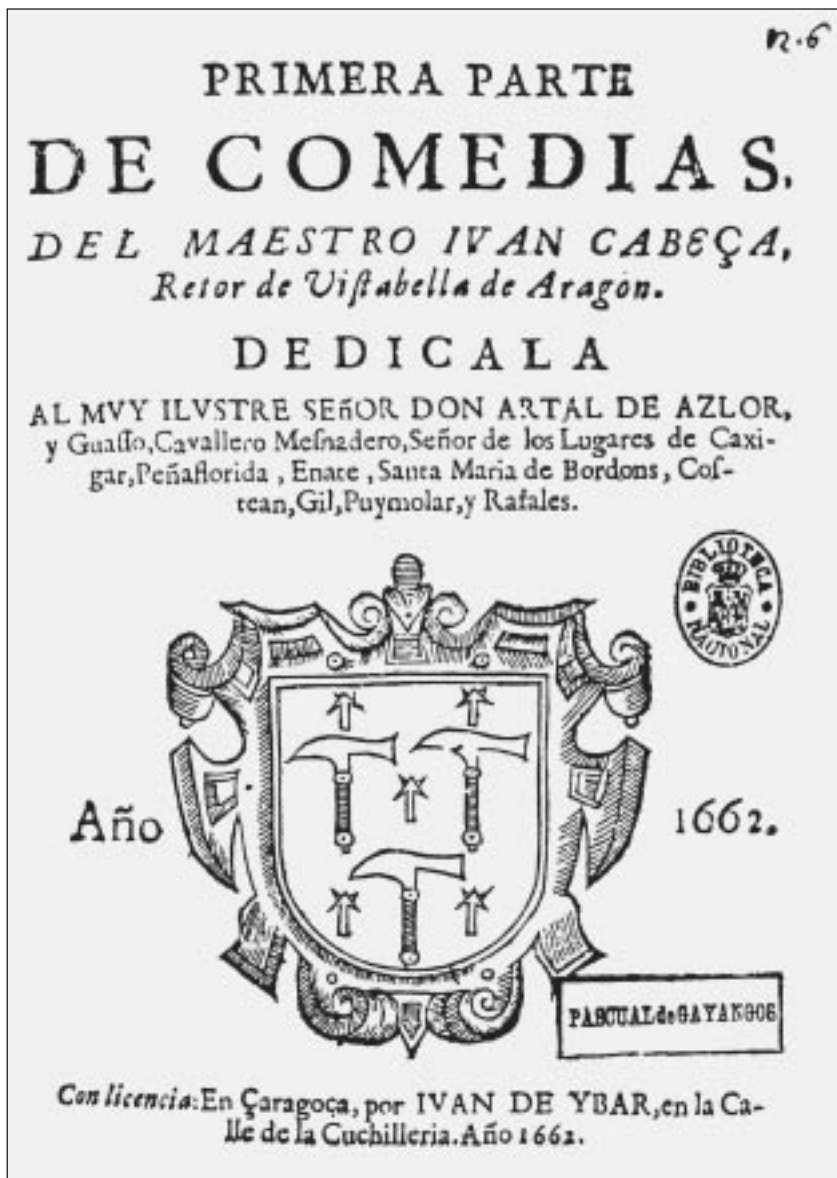 n.6
PRIMERA PARTE
DE COMEDIAS.
DEL MAESTRO IVAN CABEÇA,
Retor de Viſtabella de Aragon.
DEDICALA
AL MVY ILVSTRE SEñOR DON ARTAL DE AZLOR,
y Guaſſo, Cavallero Meſnadero, Señor de los Lugares de Caxi-
gar, Peñaflorida, Enate, Santa Maria de Bordons, Coſ-
tean, Gil, Puymolar, y Rafales.
BIBLIOTECA
NACIONAL
Año 1662.
PASCUAL de GAYANGOS
Con licencia: En Çaragoça, por IVAN DE YBAR, en la Ca-
lle de la Cuchilleria. Año 1662.